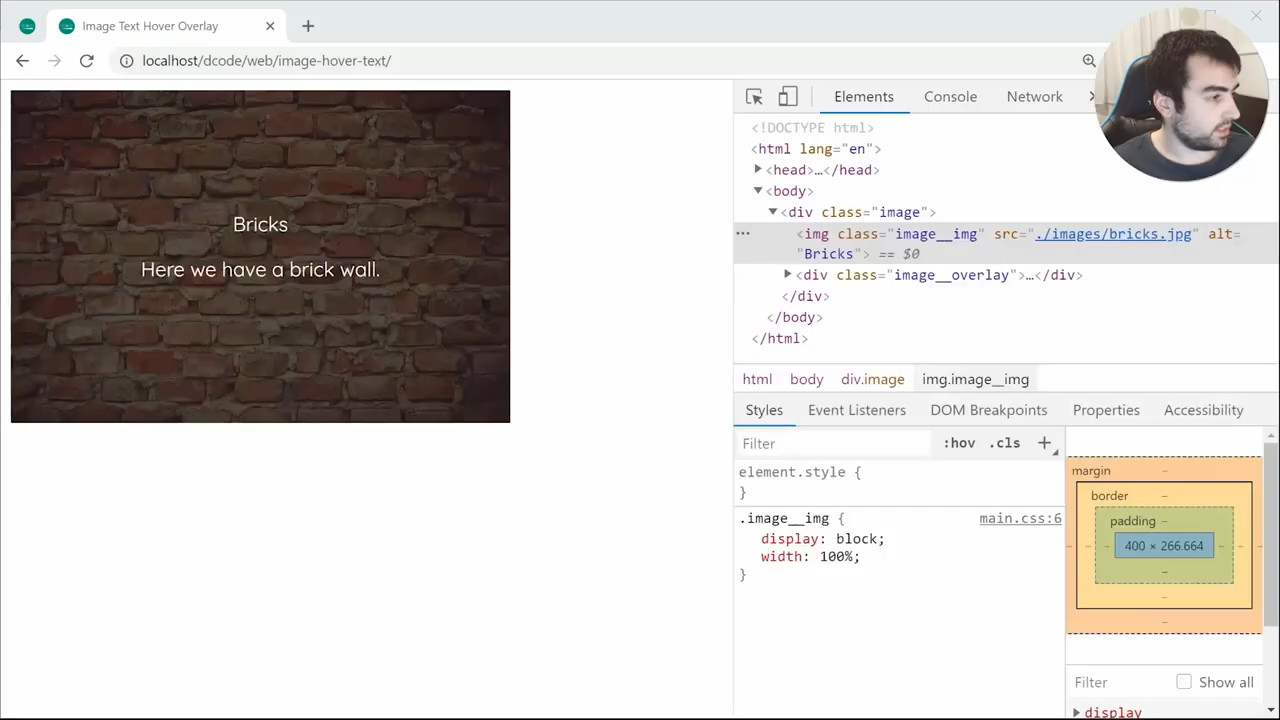 Image Text Hover Overlay
localhost/dcode/web/image-hover-text/
Bricks
Here we have a brick wall.
Elements Console Network
<!DOCTYPE html>
<html lang="en">
<head>…</head>
<body>
<div class="image">
<img class="image__img" src="./images/bricks.jpg" alt=
"Bricks"> == $0
<div class="image__overlay">…</div>
</div>
</body>
</html>
html body div.image img.image__img
Styles Event Listeners DOM Breakpoints Properties Accessibility
Filter :hov .cls +
element.style {
}
.image__img { main.css:6
display: block;
width: 100%;
}
margin –
border –
padding –
– – – 400 × 266.664 – – –
–
–
–
Filter Show all
display